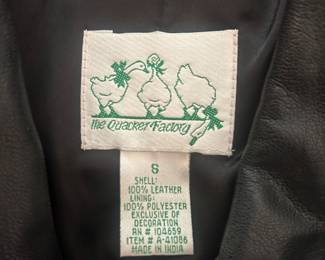 The Quacker Factory
S
SHELL:
100% LEATHER
LINING:
100% POLYESTER
EXCLUSIVE OF
DECORATION
RN # 104659
ITEM # A-41086
MADE IN INDIA